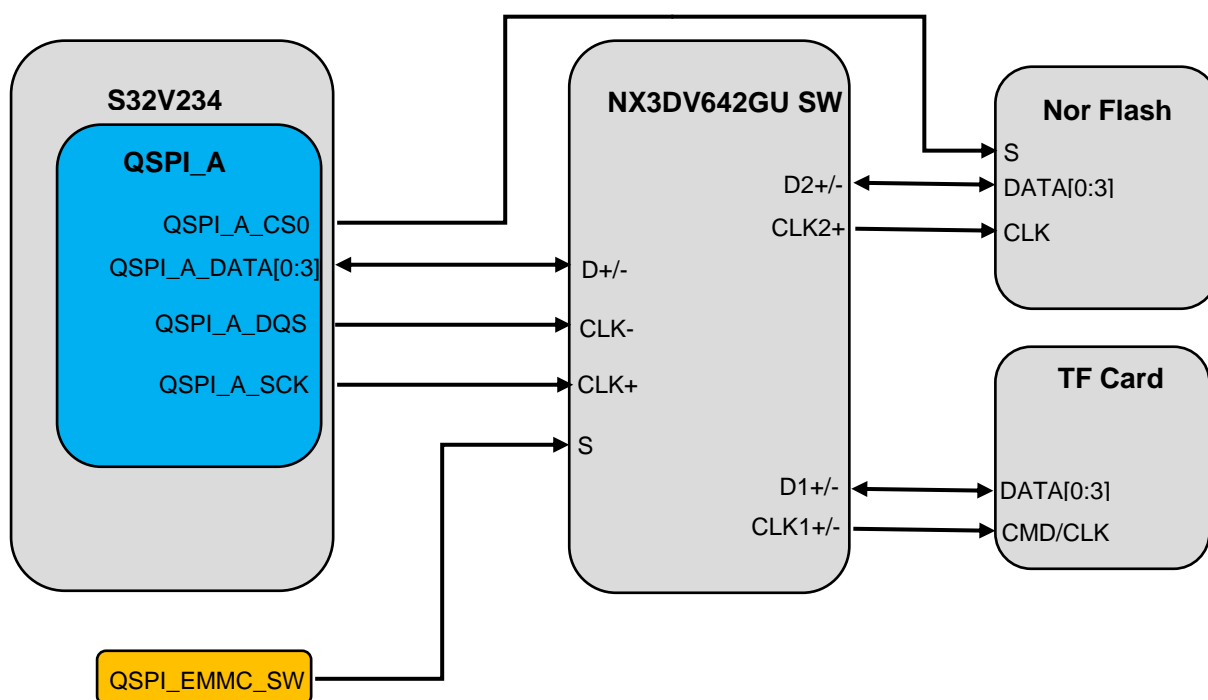 S32V234
QSPI_A
QSPI_A_CS0
QSPI_A_DATA[0:3]
QSPI_A_DQS
QSPI_A_SCK
QSPI_EMMC_SW
NX3DV642GU SW
D2+/-
CLK2+
D+/-
CLK-
CLK+
S
D1+/-
CLK1+/-
Nor Flash
S
DATA[0:3]
CLK
TF Card
DATA[0:3]
CMD/CLK